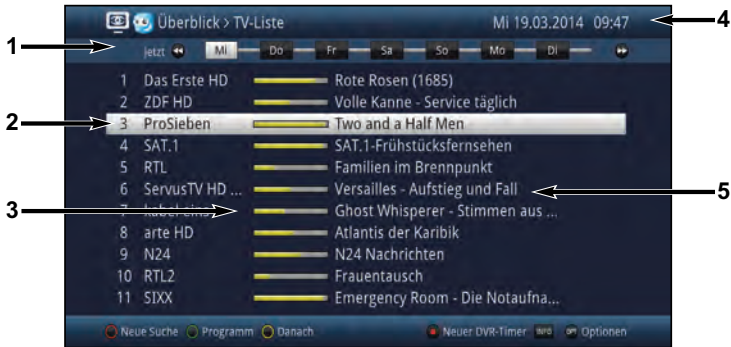 Überblick > TV-Liste Mi 19.03.2014 09:47 4
1 Jetzt Mi Do Fr Sa So Mo Di
1 Das Erste HD Rote Rosen (1685)
2 ZDF HD Volle Kanne - Service täglich
2 3 ProSieben Two and a Half Men
4 SAT.1 SAT.1-Frühstücksfernsehen
5 RTL Familien im Brennpunkt
6 ServusTV HD ... Versailles - Aufstieg und Fall 5
3 7 kabel eins Ghost Whisperer - Stimmen aus ...
8 arte HD Atlantis der Karibik
9 N24 N24 Nachrichten
10 RTL2 Frauentausch
11 SIXX Emergency Room - Die Notaufna...
Neue Suche Programm Danach Neuer DVR-Timer INFO OPT Optionen